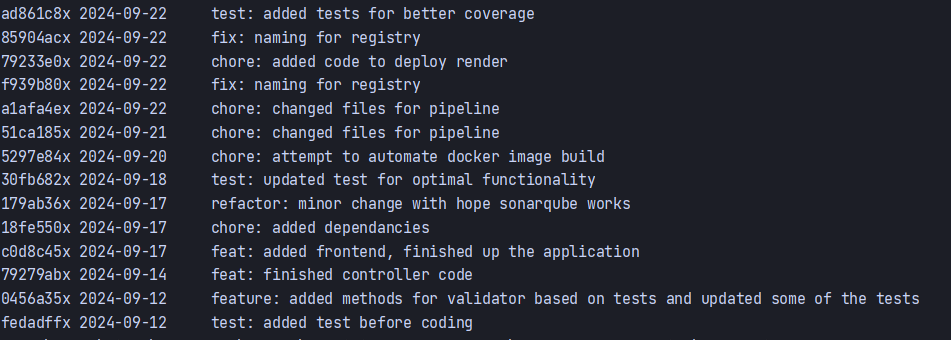 ad861c8x 2024-09-22 test: added tests for better coverage
85904acx 2024-09-22 fix: naming for registry
79233e0x 2024-09-22 chore: added code to deploy render
f939b80x 2024-09-22 fix: naming for registry
a1afa4ex 2024-09-22 chore: changed files for pipeline
51ca185x 2024-09-21 chore: changed files for pipeline
5297e84x 2024-09-20 chore: attempt to automate docker image build
30fb682x 2024-09-18 test: updated test for optimal functionality
179ab36x 2024-09-17 refactor: minor change with hope sonarqube works
18fe550x 2024-09-17 chore: added dependancies
c0d8c45x 2024-09-17 feat: added frontend, finished up the application
79279abx 2024-09-14 feat: finished controller code
0456a35x 2024-09-12 feature: added methods for validator based on tests and updated some of the tests
fedadffx 2024-09-12 test: added test before coding